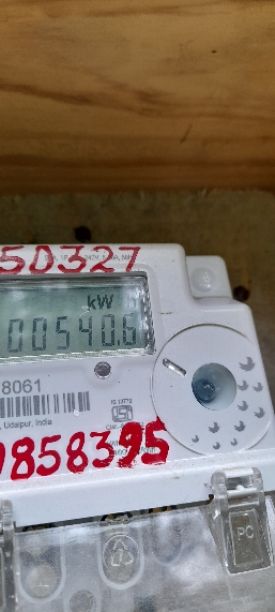 50327
kW h
00540.6
8061
IS 13779
, Udaipur, India
9858395
PC